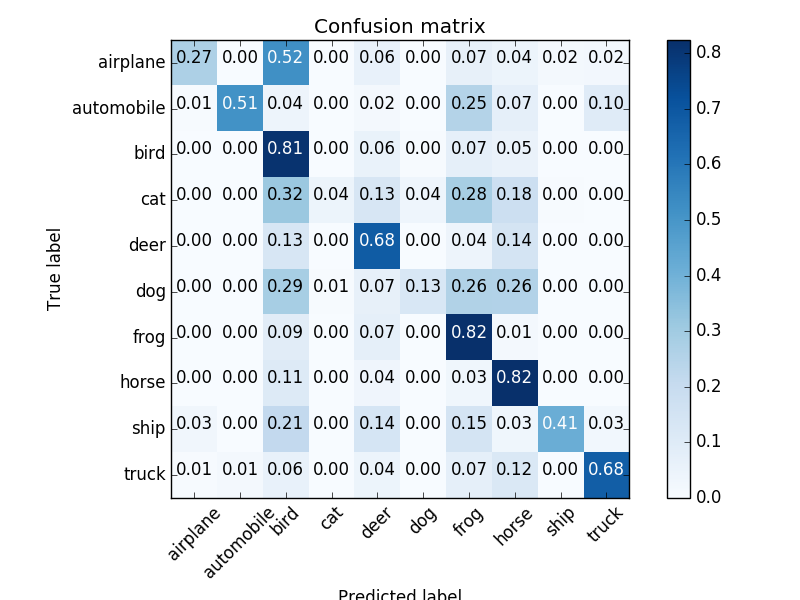 Confusion matrix
airplane 0.27 0.00 0.52 0.00 0.06 0.00 0.07 0.04 0.02 0.02
automobile 0.01 0.51 0.04 0.00 0.02 0.00 0.25 0.07 0.00 0.10
bird 0.00 0.00 0.81 0.00 0.06 0.00 0.07 0.05 0.00 0.00
cat 0.00 0.00 0.32 0.04 0.13 0.04 0.28 0.18 0.00 0.00
deer 0.00 0.00 0.13 0.00 0.68 0.00 0.04 0.14 0.00 0.00
dog 0.00 0.00 0.29 0.01 0.07 0.13 0.26 0.26 0.00 0.00
frog 0.00 0.00 0.09 0.00 0.07 0.00 0.82 0.01 0.00 0.00
horse 0.00 0.00 0.11 0.00 0.04 0.00 0.03 0.82 0.00 0.00
ship 0.03 0.00 0.21 0.00 0.14 0.00 0.15 0.03 0.41 0.03
truck 0.01 0.01 0.06 0.00 0.04 0.00 0.07 0.12 0.00 0.68
airplane automobile bird cat deer dog frog horse ship truck
True label
Predicted label
0.8
0.7
0.6
0.5
0.4
0.3
0.2
0.1
0.0